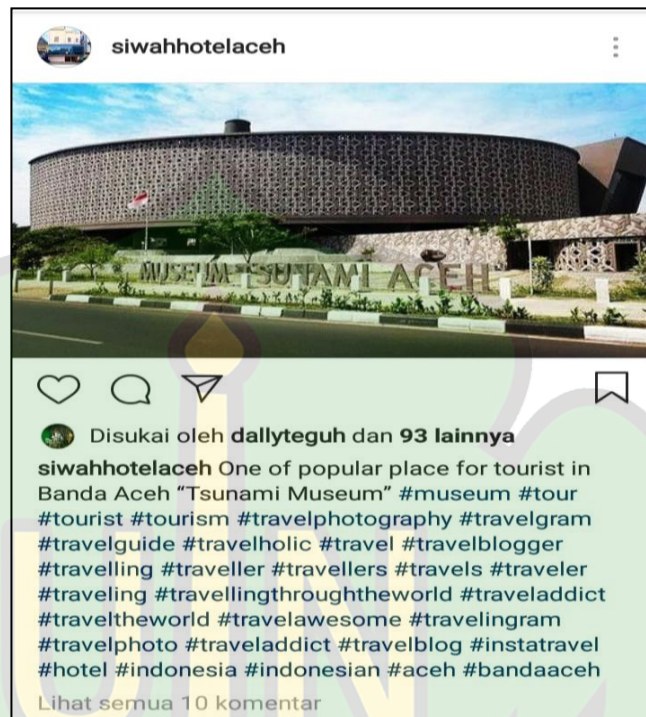 siwahhotelaceh
MUSEUM TSUNAMI ACEH
Disukai oleh dallyteguh dan 93 lainnya
siwahhotelaceh One of popular place for tourist in
Banda Aceh "Tsunami Museum" #museum #tour
#tourist #tourism #travelphotography #travelgram
#travelguide #travelholic #travel #travelblogger
#travelling #traveller #travellers #travels #traveler
#traveling #travellingthroughtheworld #traveladdict
#traveltheworld #travelawesome #travelingram
#travelphoto #traveladdict #travelblog #instatravel
#hotel #indonesia #indonesian #aceh #bandaaceh
Lihat semua 10 komentar